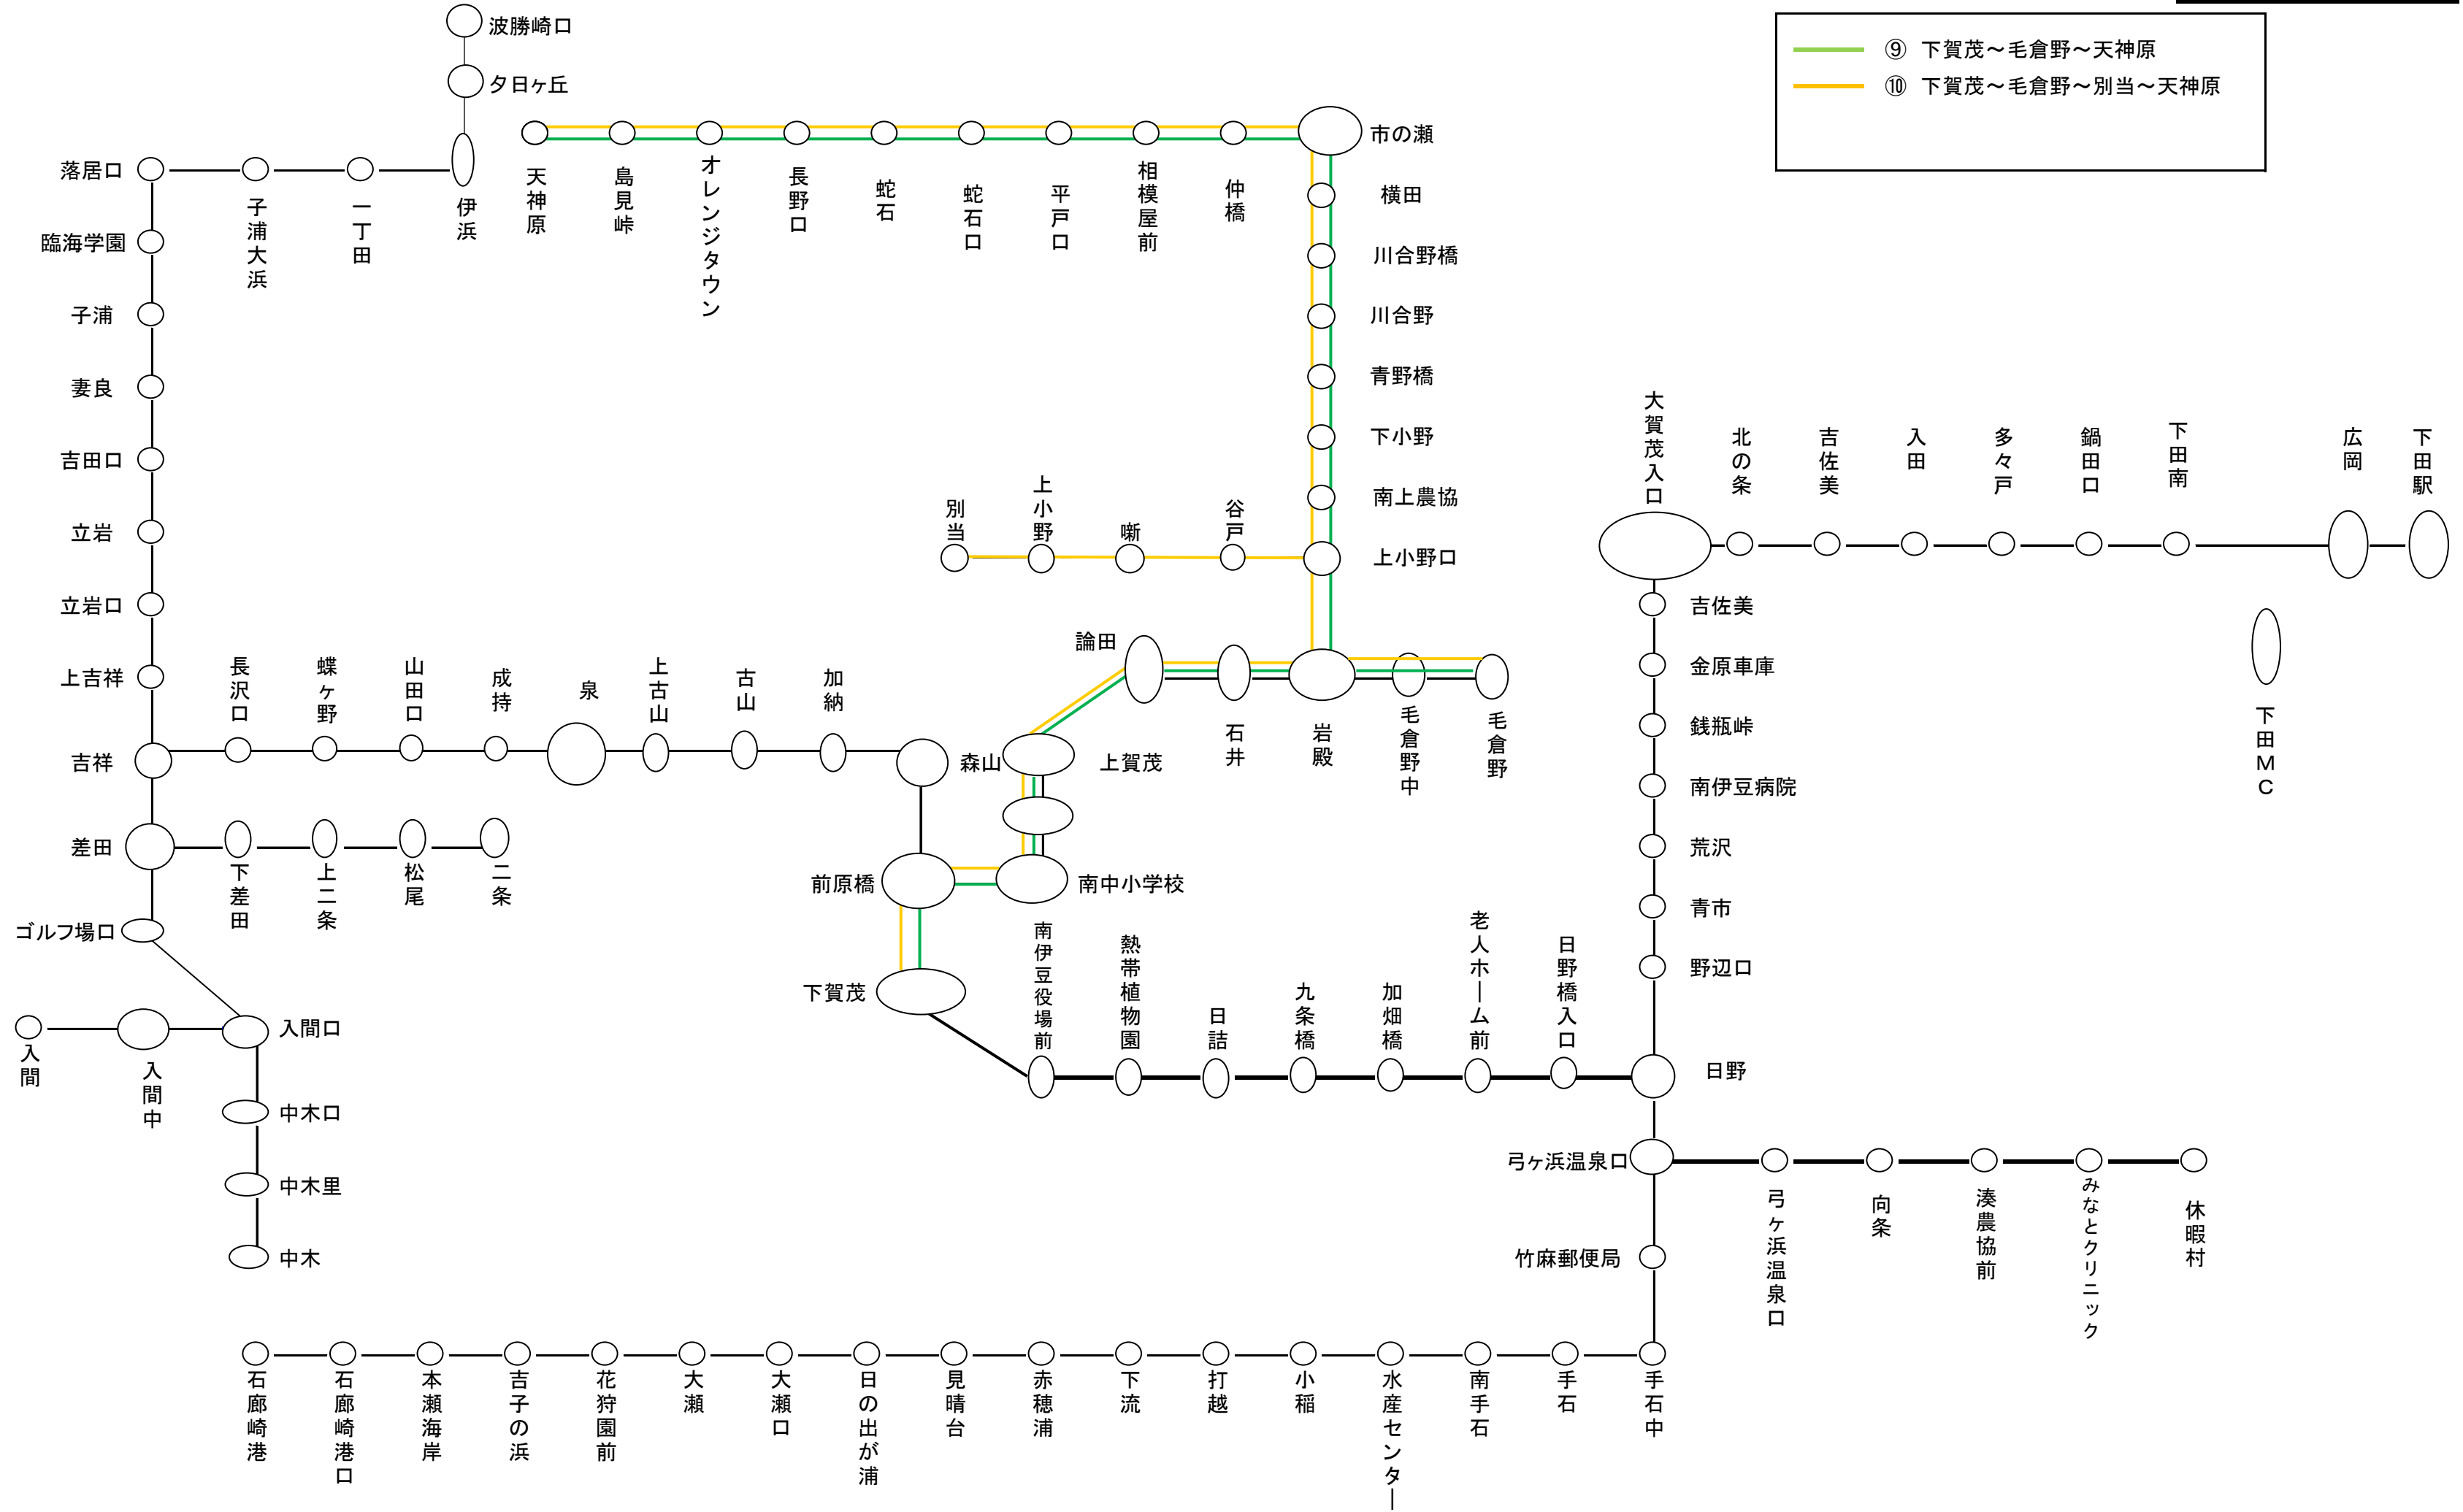 ⑨ 下賀茂～毛倉野～天神原
⑩ 下賀茂～毛倉野～別当～天神原
波勝崎口
夕日ヶ丘
伊浜
一丁田
子浦大浜
落居口
臨海学園
子浦
妻良
吉田口
立岩
立岩口
上吉祥
吉祥
差田
ゴルフ場口
天神原
島見峠
オレンジタウン
長野口
蛇石
蛇石口
平戸口
相模屋前
仲橋
市の瀬
横田
川合野橋
川合野
青野橋
下小野
南上農協
上小野口
別当
上小野
噺
谷戸
論田
石井
岩殿
毛倉野中
毛倉野
長沢口
蝶ヶ野
山田口
成持
泉
上古山
古山
加納
森山
上賀茂
南中小学校
前原橋
下賀茂
下差田
上二条
松尾
二条
入間
入間中
入間口
中木口
中木里
中木
南伊豆役場前
熱帯植物園
日詰
九条橋
加畑橋
老人ホーム前
日野橋入口
日野
大賀茂入口
北の条
吉佐美
入田
多々戸
鍋田口
下田南
広岡
下田駅
下田MC
吉佐美
金原車庫
銭瓶峠
南伊豆病院
荒沢
青市
野辺口
弓ヶ浜温泉口
弓ヶ浜温泉口
向条
湊農協前
みなとクリニック
休暇村
竹麻郵便局
石廊崎港
石廊崎港口
本瀬海岸
吉子の浜
花狩園前
大瀬
大瀬口
日の出が浦
見晴台
赤穂浦
下流
打越
小稲
水産センター
南手石
手石
手石中